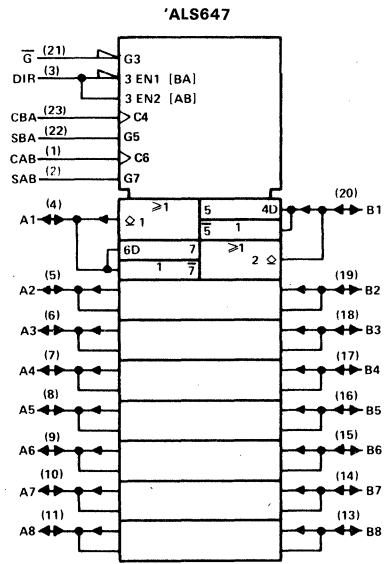 'ALS647
G̅ (21) G3
DIR (3) 3 EN1 [BA]
3 EN2 [AB]
CBA (23) C4
SBA (22) G5
CAB (1) C6
SAB (2) G7
A1 (4) ≥1 5 4D (20) B1
◇ 1 5̅ 1
6D 7 ≥1
1 7̅ 2 ◇
A2 (5) (19) B2
A3 (6) (18) B3
A4 (7) (17) B4
A5 (8) (16) B5
A6 (9) (15) B6
A7 (10) (14) B7
A8 (11) (13) B8